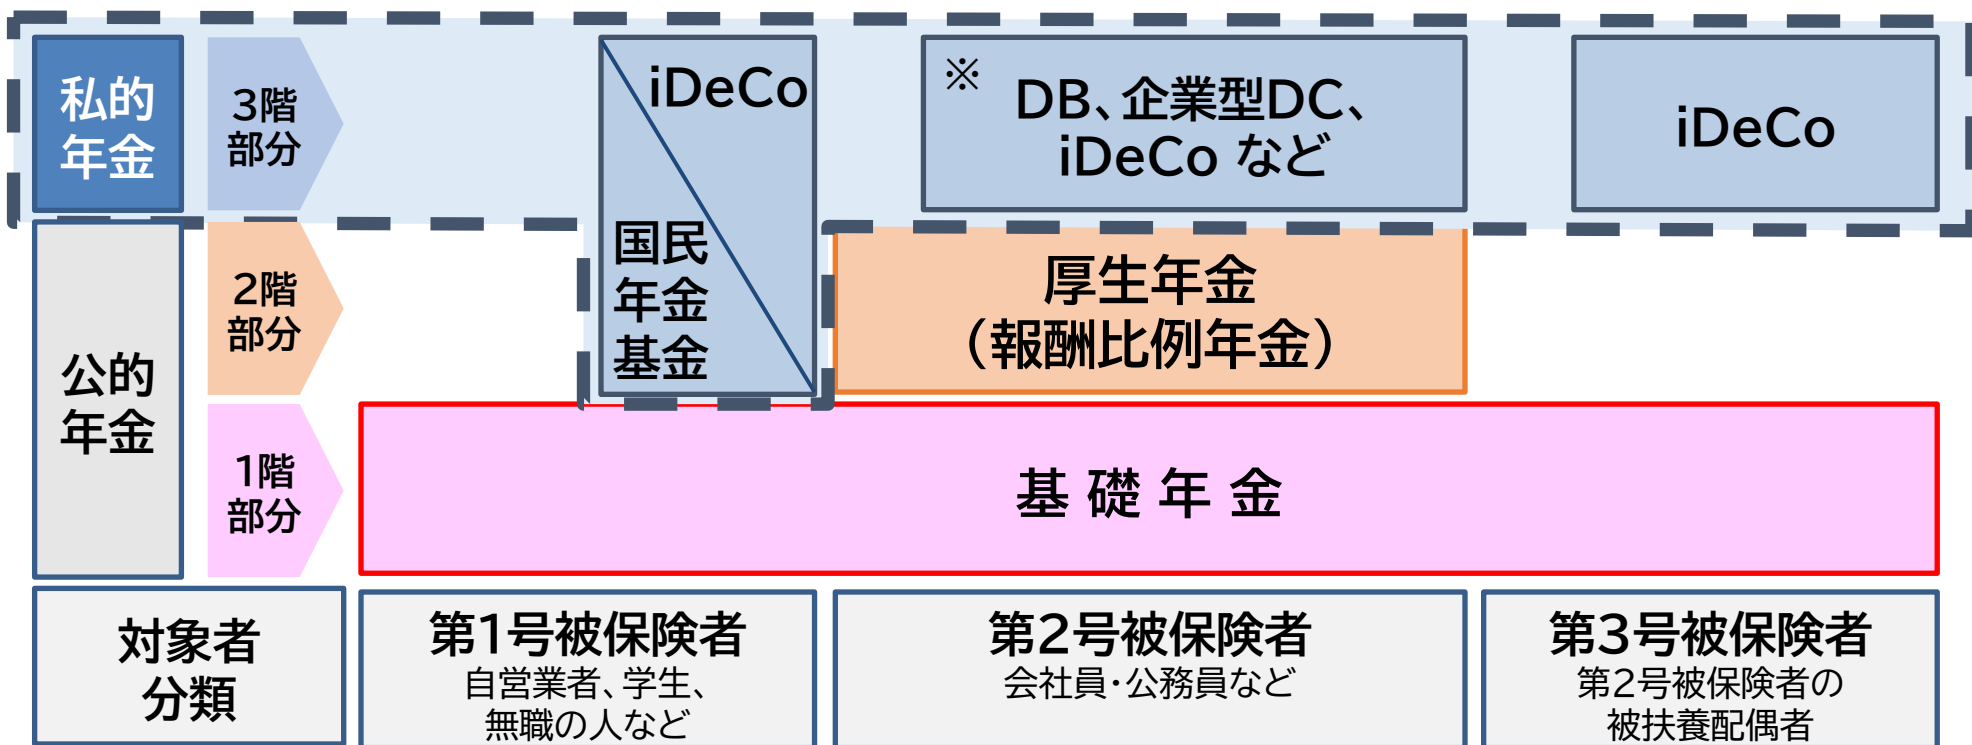 私的
年金
3階
部分
iDeCo
国民
年金
基金
※
DB、企業型DC、
iDeCo など
iDeCo
公的
年金
2階
部分
厚生年金
（報酬比例年金）
1階
部分
基 礎 年 金
対象者
分類
第1号被保険者
自営業者、学生、
無職の人など
第2号被保険者
会社員・公務員など
第3号被保険者
第2号被保険者の
被扶養配偶者